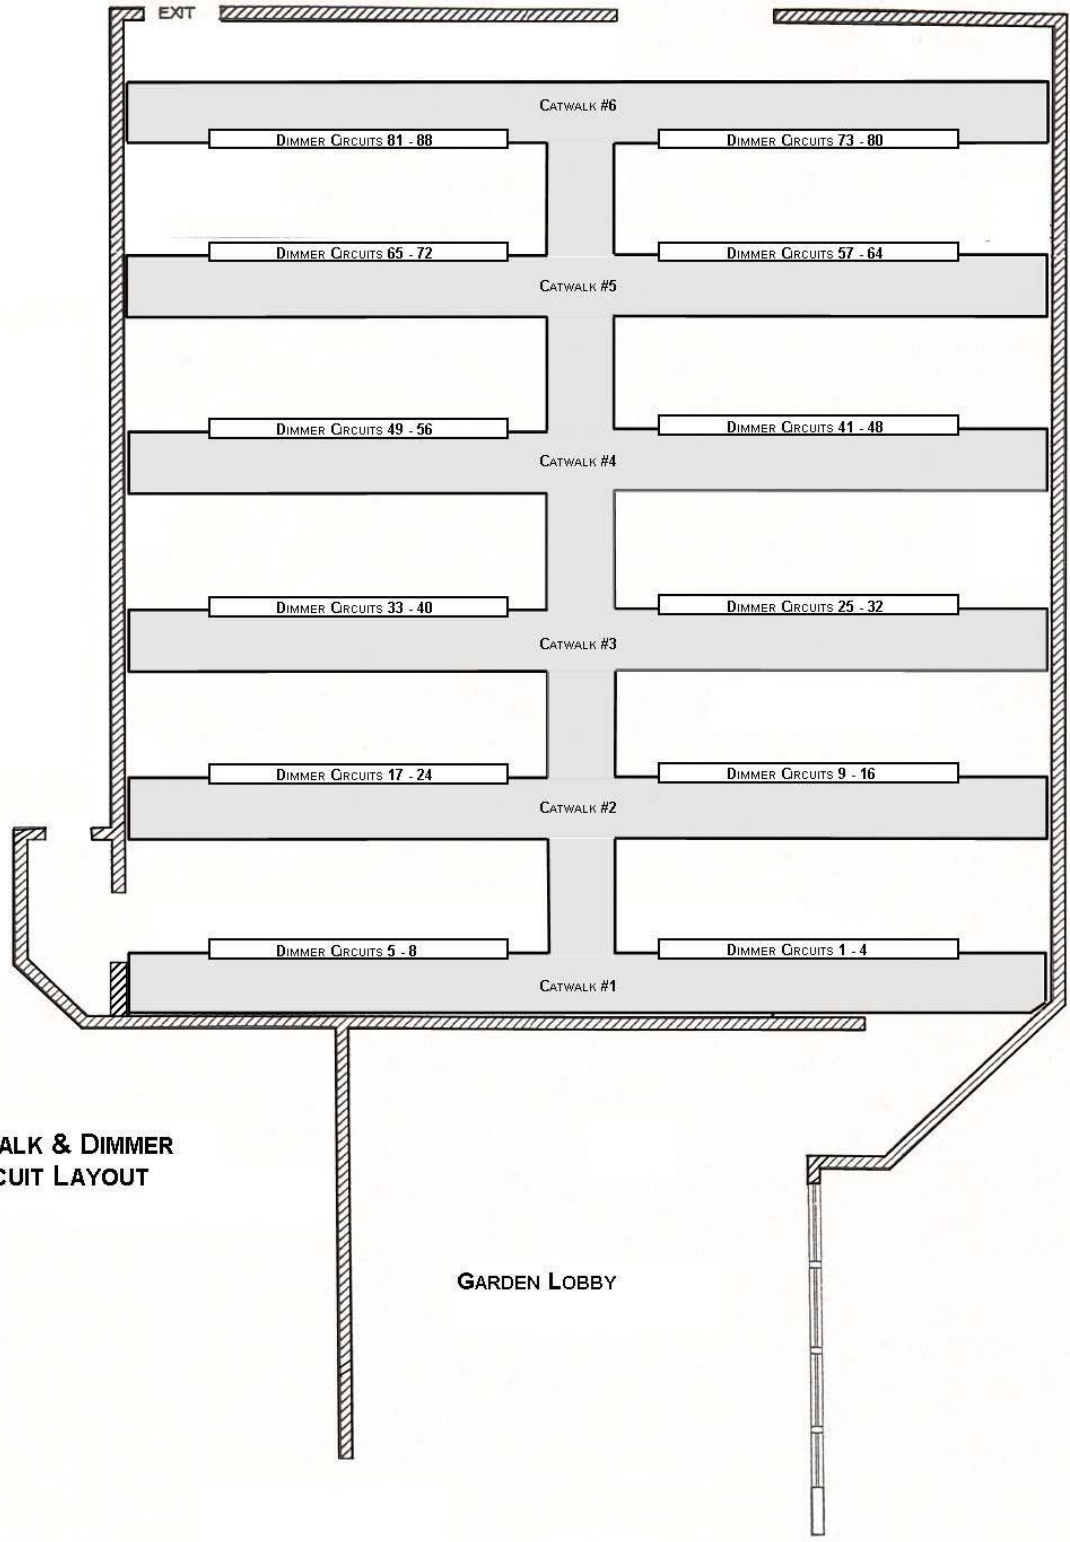 EXIT
CATWALK #6
DIMMER CIRCUITS 81 - 88
DIMMER CIRCUITS 73 - 80
DIMMER CIRCUITS 65 - 72
DIMMER CIRCUITS 57 - 64
CATWALK #5
DIMMER CIRCUITS 49 - 56
DIMMER CIRCUITS 41 - 48
CATWALK #4
DIMMER CIRCUITS 33 - 40
DIMMER CIRCUITS 25 - 32
CATWALK #3
DIMMER CIRCUITS 17 - 24
DIMMER CIRCUITS 9 - 16
CATWALK #2
DIMMER CIRCUITS 5 - 8
DIMMER CIRCUITS 1 - 4
CATWALK #1
ALK & DIMMER
CUIT LAYOUT
GARDEN LOBBY